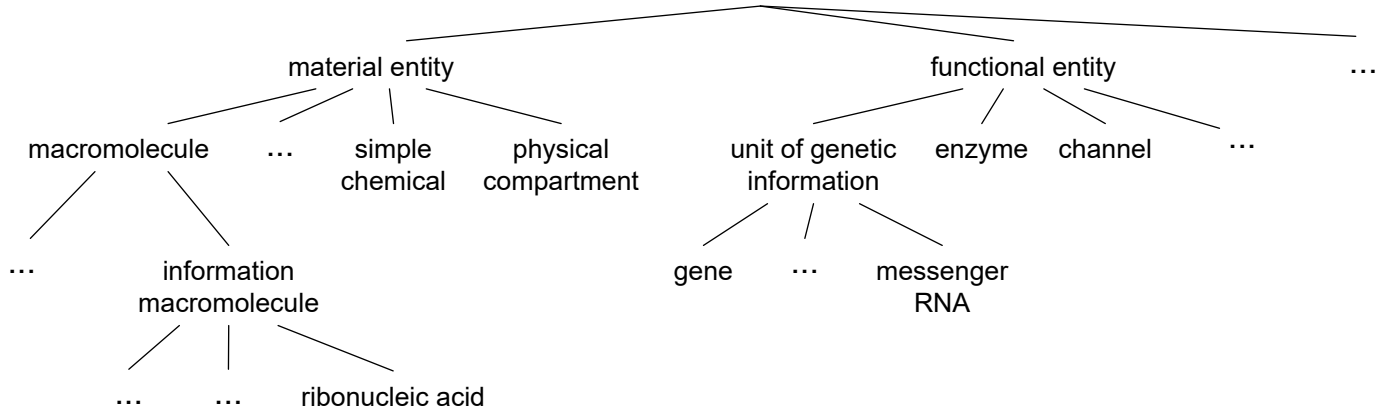 material entity
functional entity
...
macromolecule
...
simple
chemical
physical
compartment
unit of genetic
information
enzyme
channel
...
...
information
macromolecule
gene
...
messenger
RNA
...
...
ribonucleic acid